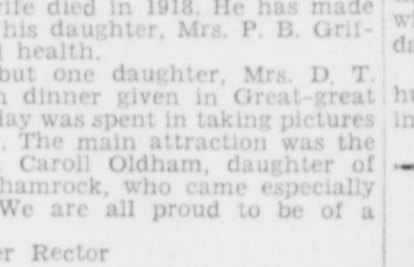 ife died in 1918. He has made
his daughter, Mrs. P. B. Grif-
health.
but one daughter, Mrs. D. T.
dinner given in Great-great
day was spent in taking pictures
. The main attraction was the
Caroll Oldham, daughter of
hamrock, who came especially
We are all proud to be of a
er Rector